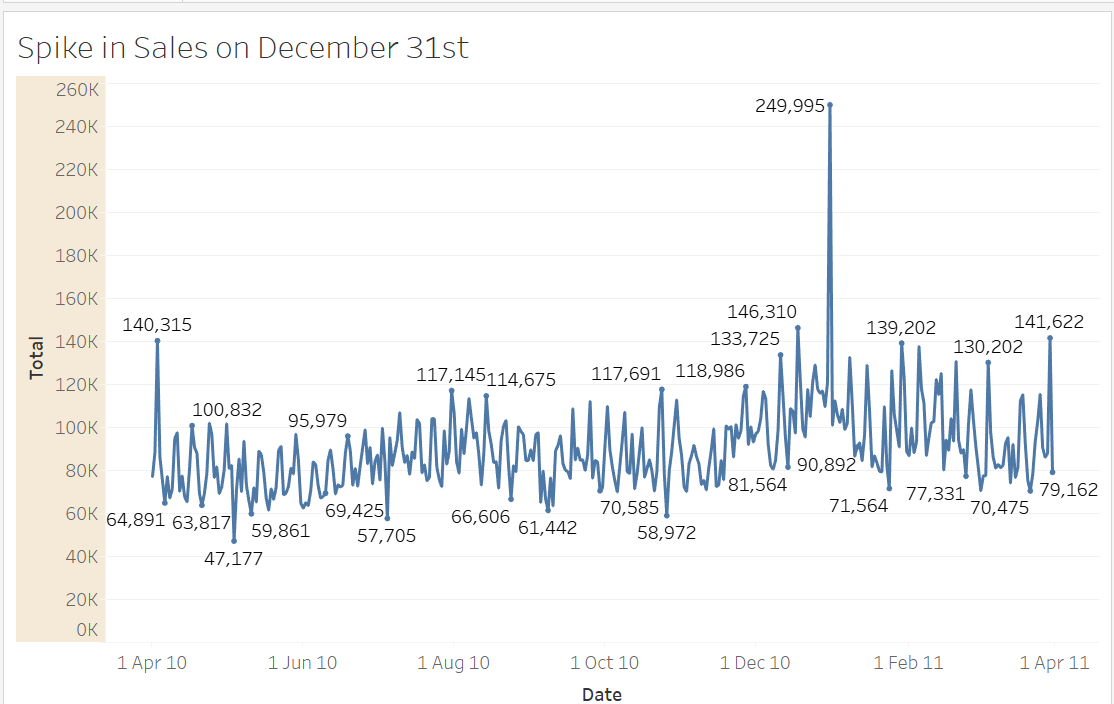 Spike in Sales on December 31st
260K
240K
220K
200K
180K
160K
140K
120K
100K
80K
60K
40K
20K
0K
Total
249,995
146,310
140,315
133,725
139,202
141,622
130,202
117,145
114,675
117,691
118,986
100,832
95,979
90,892
81,564
71,564
77,331
70,475
79,162
64,891
63,817
59,861
69,425
57,705
66,606
61,442
70,585
58,972
47,177
1 Apr 10
1 Jun 10
1 Aug 10
1 Oct 10
1 Dec 10
1 Feb 11
1 Apr 11
Date